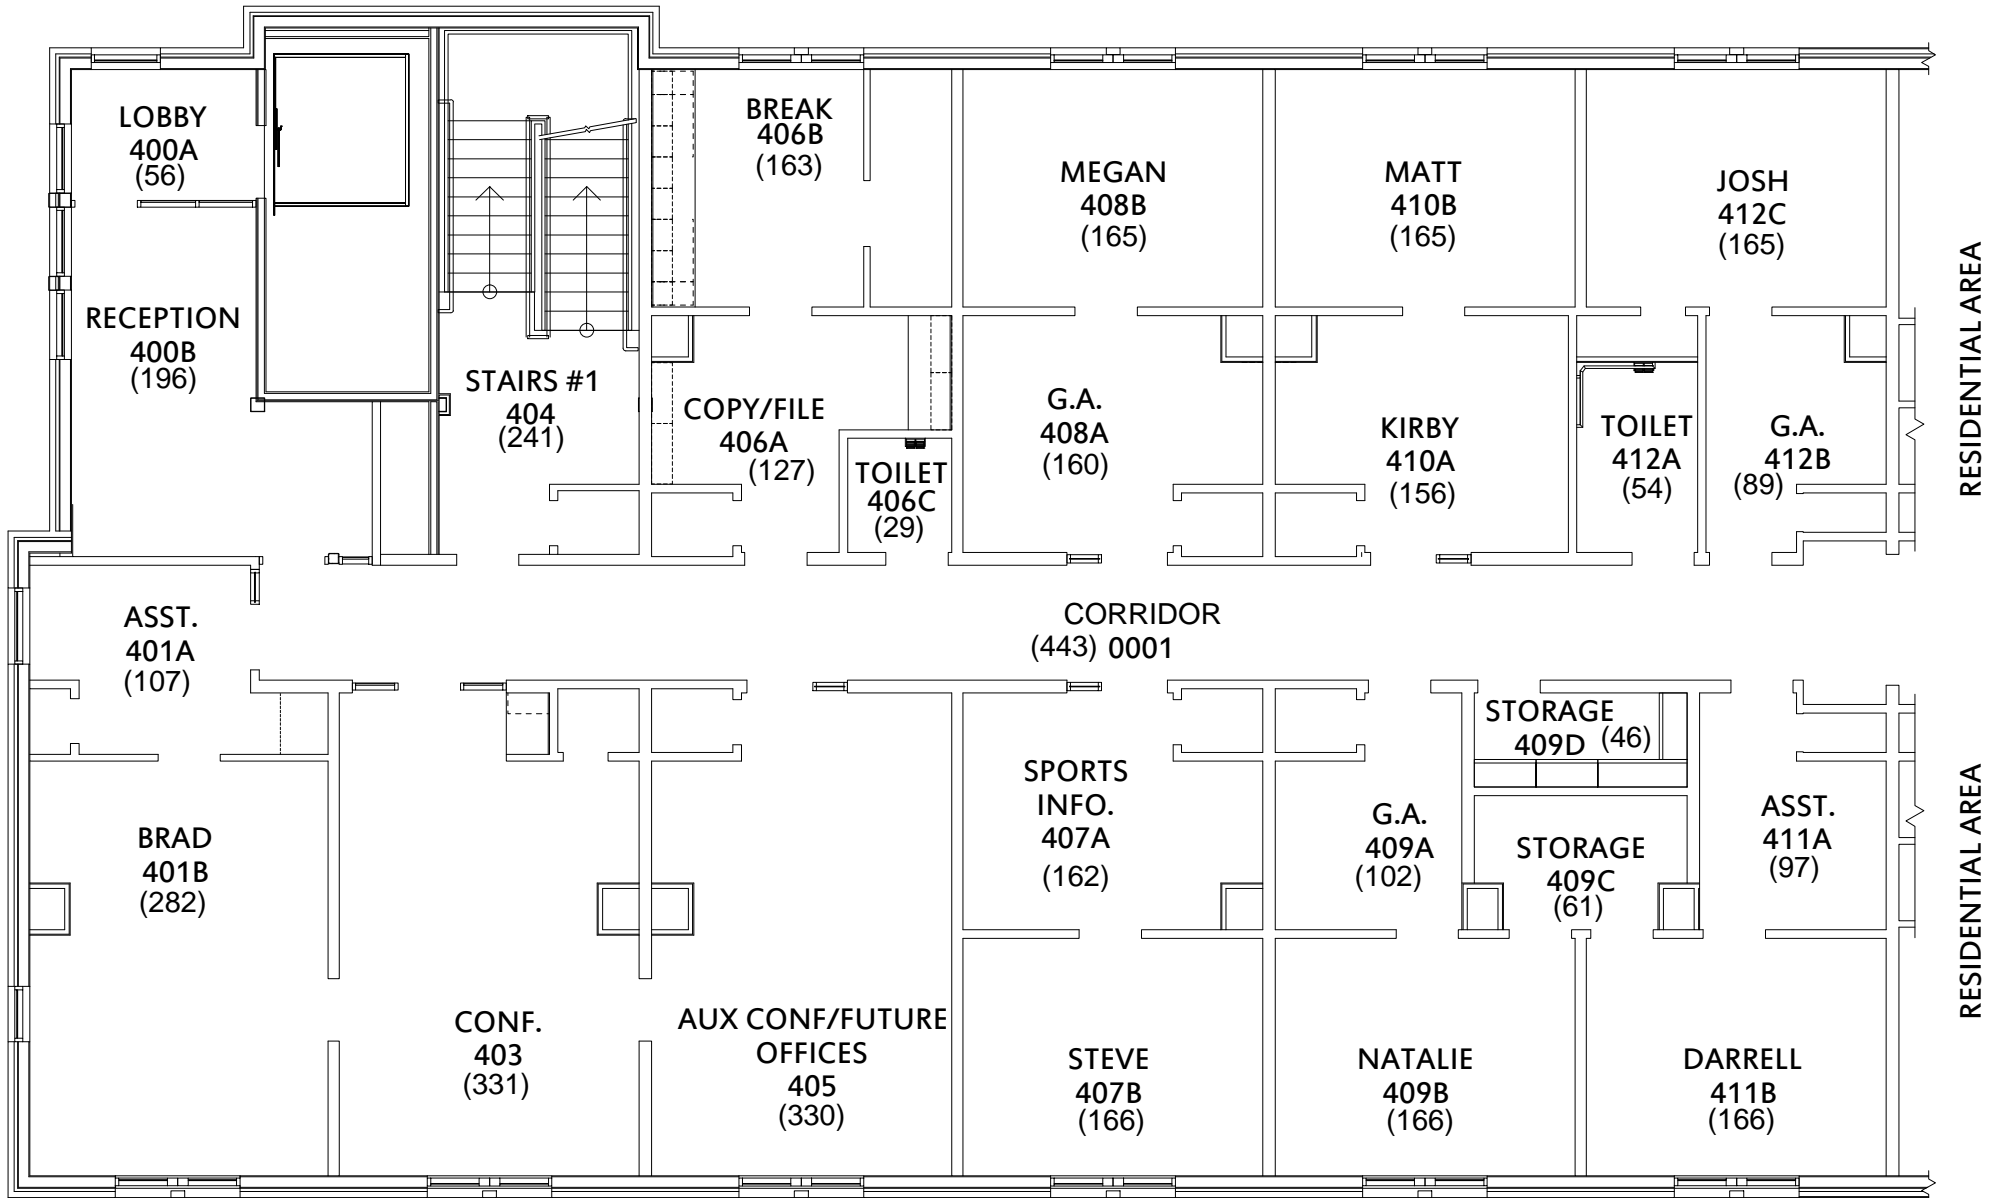 LOBBY
400A
(56)
BREAK
406B
(163)
MEGAN
408B
(165)
MATT
410B
(165)
JOSH
412C
(165)
RESIDENTIAL AREA
RECEPTION
400B
(196)
STAIRS #1
404
(241)
COPY/FILE
406A
(127)
TOILET
406C
(29)
G.A.
408A
(160)
KIRBY
410A
(156)
TOILET
412A
(54)
G.A.
412B
(89)
ASST.
401A
(107)
CORRIDOR
(443) 0001
STORAGE
409D (46)
SPORTS
INFO.
407A
(162)
G.A.
409A
(102)
STORAGE
409C
(61)
ASST.
411A
(97)
RESIDENTIAL AREA
BRAD
401B
(282)
CONF.
403
(331)
AUX CONF/FUTURE
OFFICES
405
(330)
STEVE
407B
(166)
NATALIE
409B
(166)
DARRELL
411B
(166)